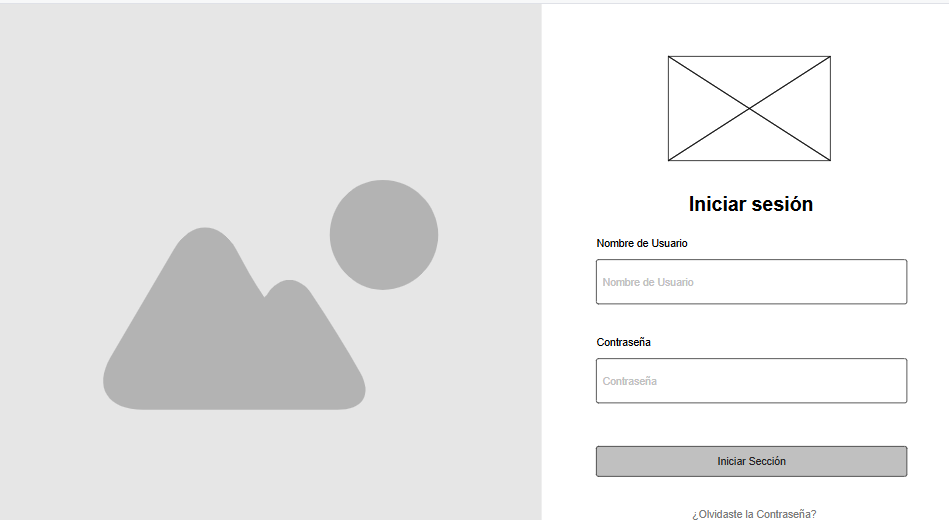 Iniciar sesión
Nombre de Usuario
Nombre de Usuario
Contraseña
Contraseña
Iniciar Sección
¿Olvidaste la Contraseña?